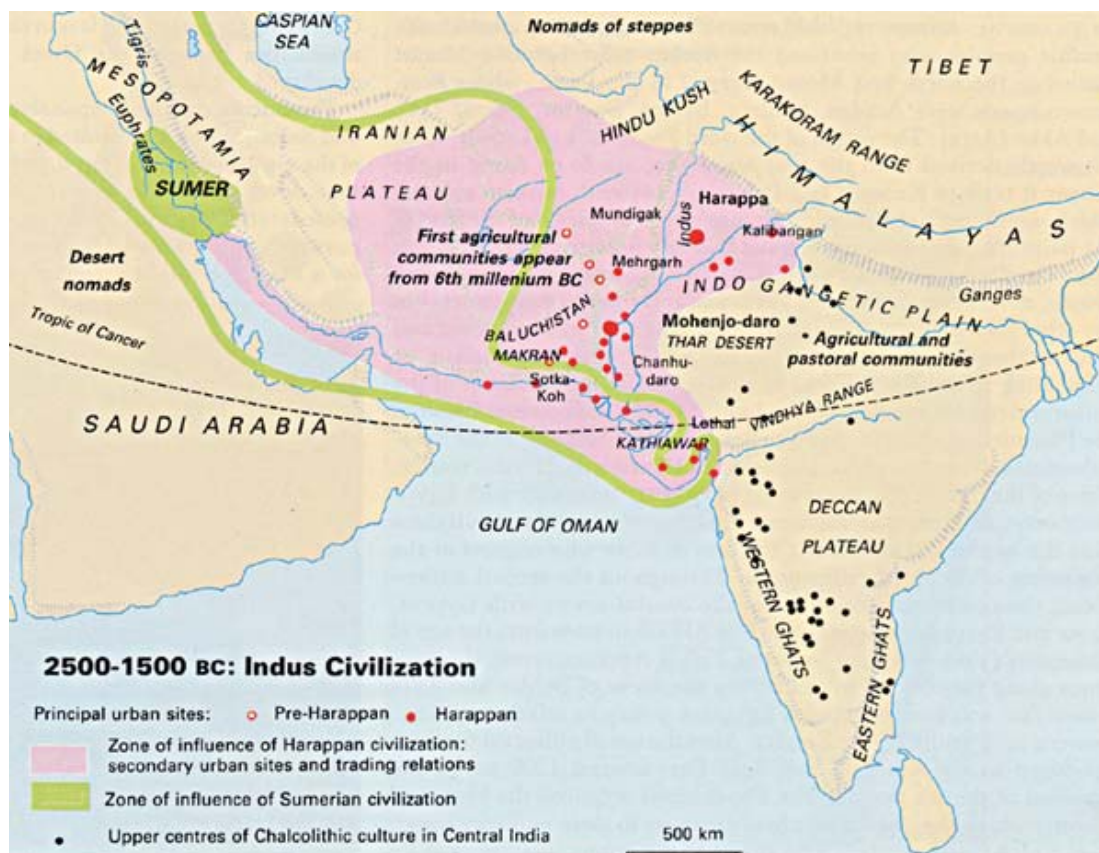 CASPIAN
SEA
Nomads of steppes
TIBET
Tigris
MESOPOTAMIA
Euphrates
SUMER
IRANIAN
PLATEAU
HINDU KUSH
KARAKORAM RANGE
HIMALAYAS
Mundigak
Indus
Harappa
Kalibangan
First agricultural
communities appear
from 6th millenium BC
Mehrgarh
INDO GANGETIC PLAIN
Ganges
Desert
nomads
Tropic of Cancer
BALUCHISTAN
Mohenjo-daro
THAR DESERT
Agricultural and
pastoral communities
MAKRAN
Sotka-
Koh
Chanhu-
daro
SAUDI ARABIA
Lothal
VINDHYA RANGE
KATHIAWAR
GULF OF OMAN
DECCAN
PLATEAU
WESTERN GHATS
EASTERN GHATS
2500-1500 BC: Indus Civilization
Principal urban sites: Pre-Harappan Harappan
Zone of influence of Harappan civilization:
secondary urban sites and trading relations
Zone of influence of Sumerian civilization
Upper centres of Chalcolithic culture in Central India
500 km